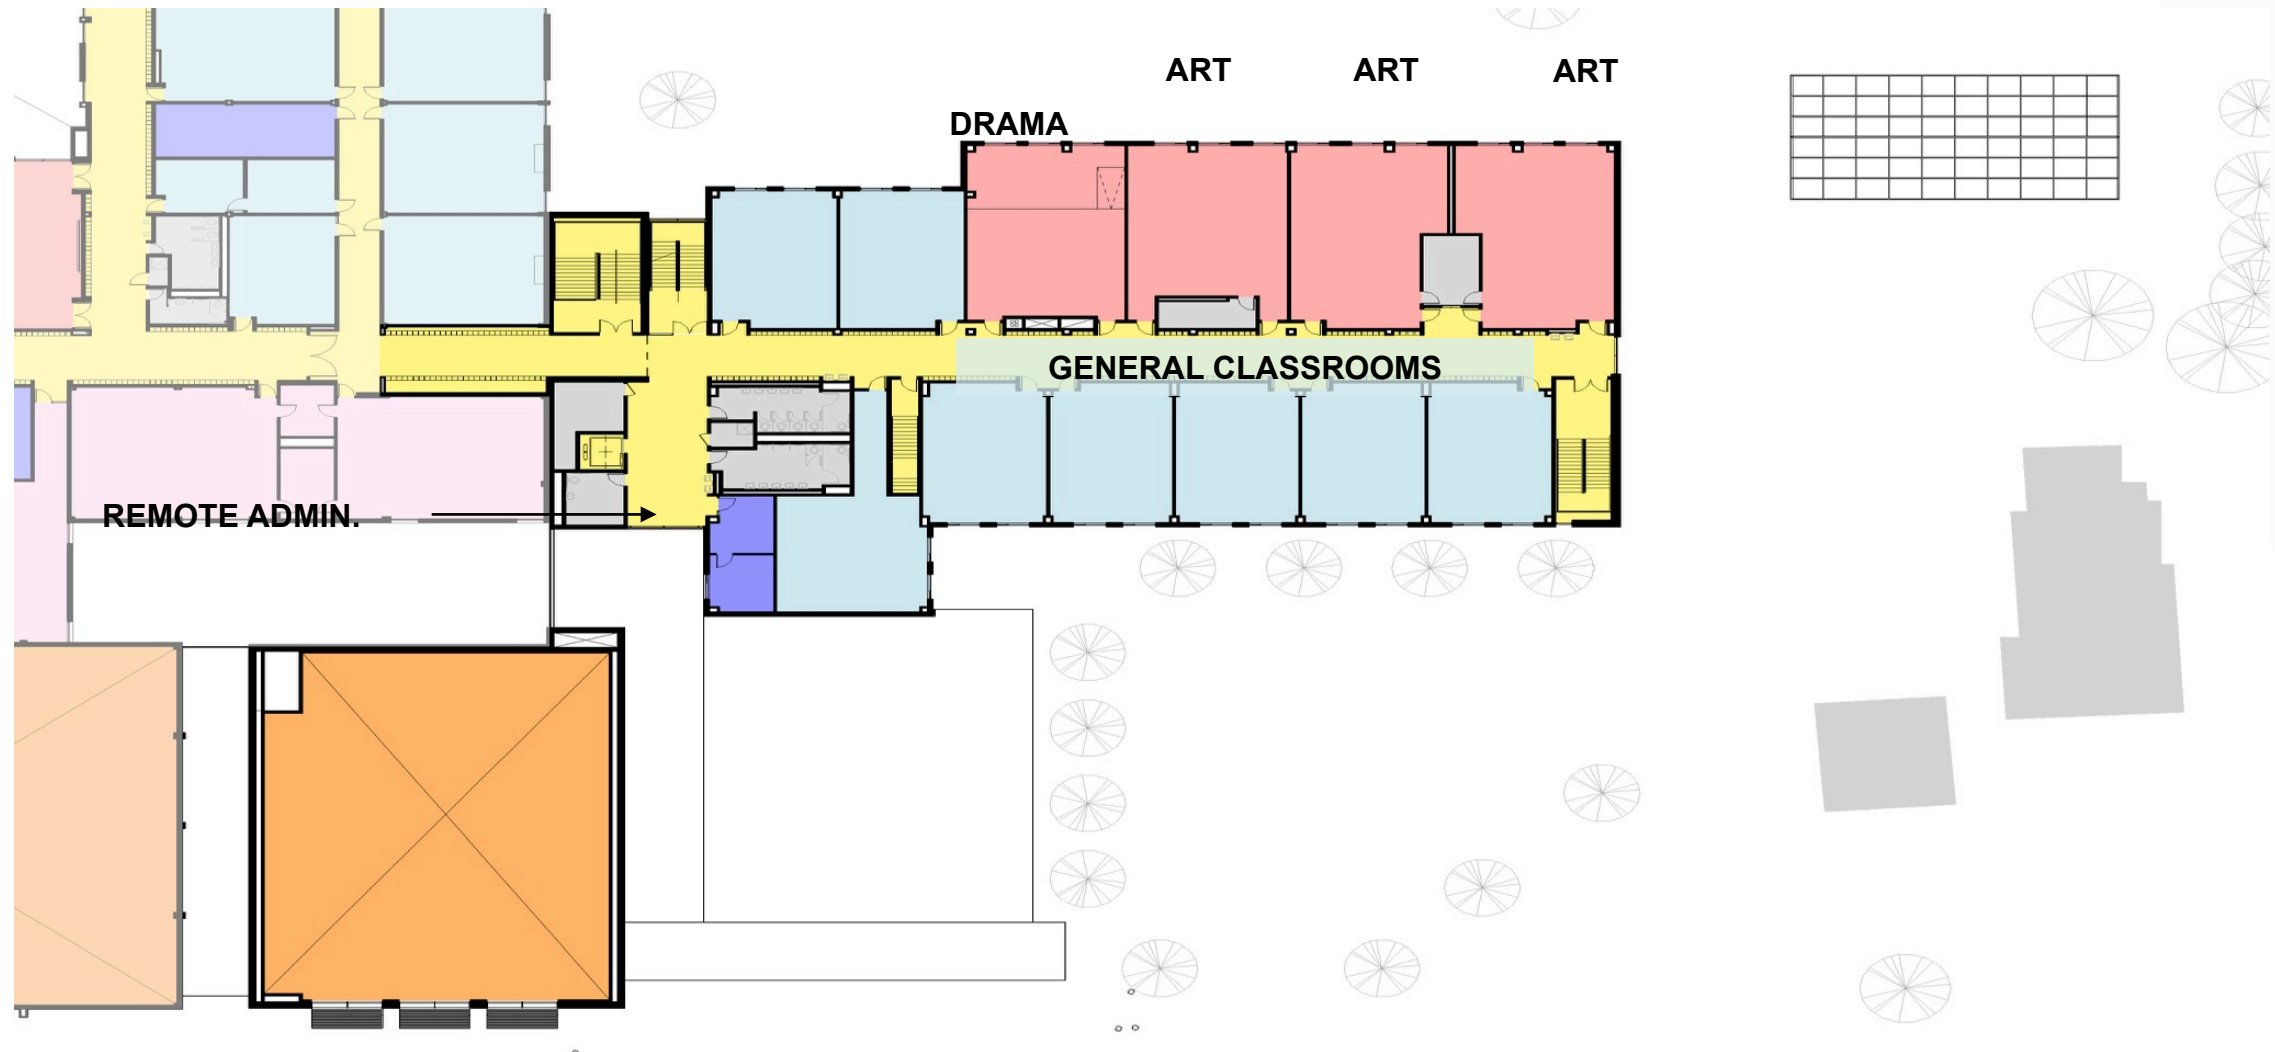 ART
ART
ART
DRAMA
GENERAL CLASSROOMS
REMOTE ADMIN.